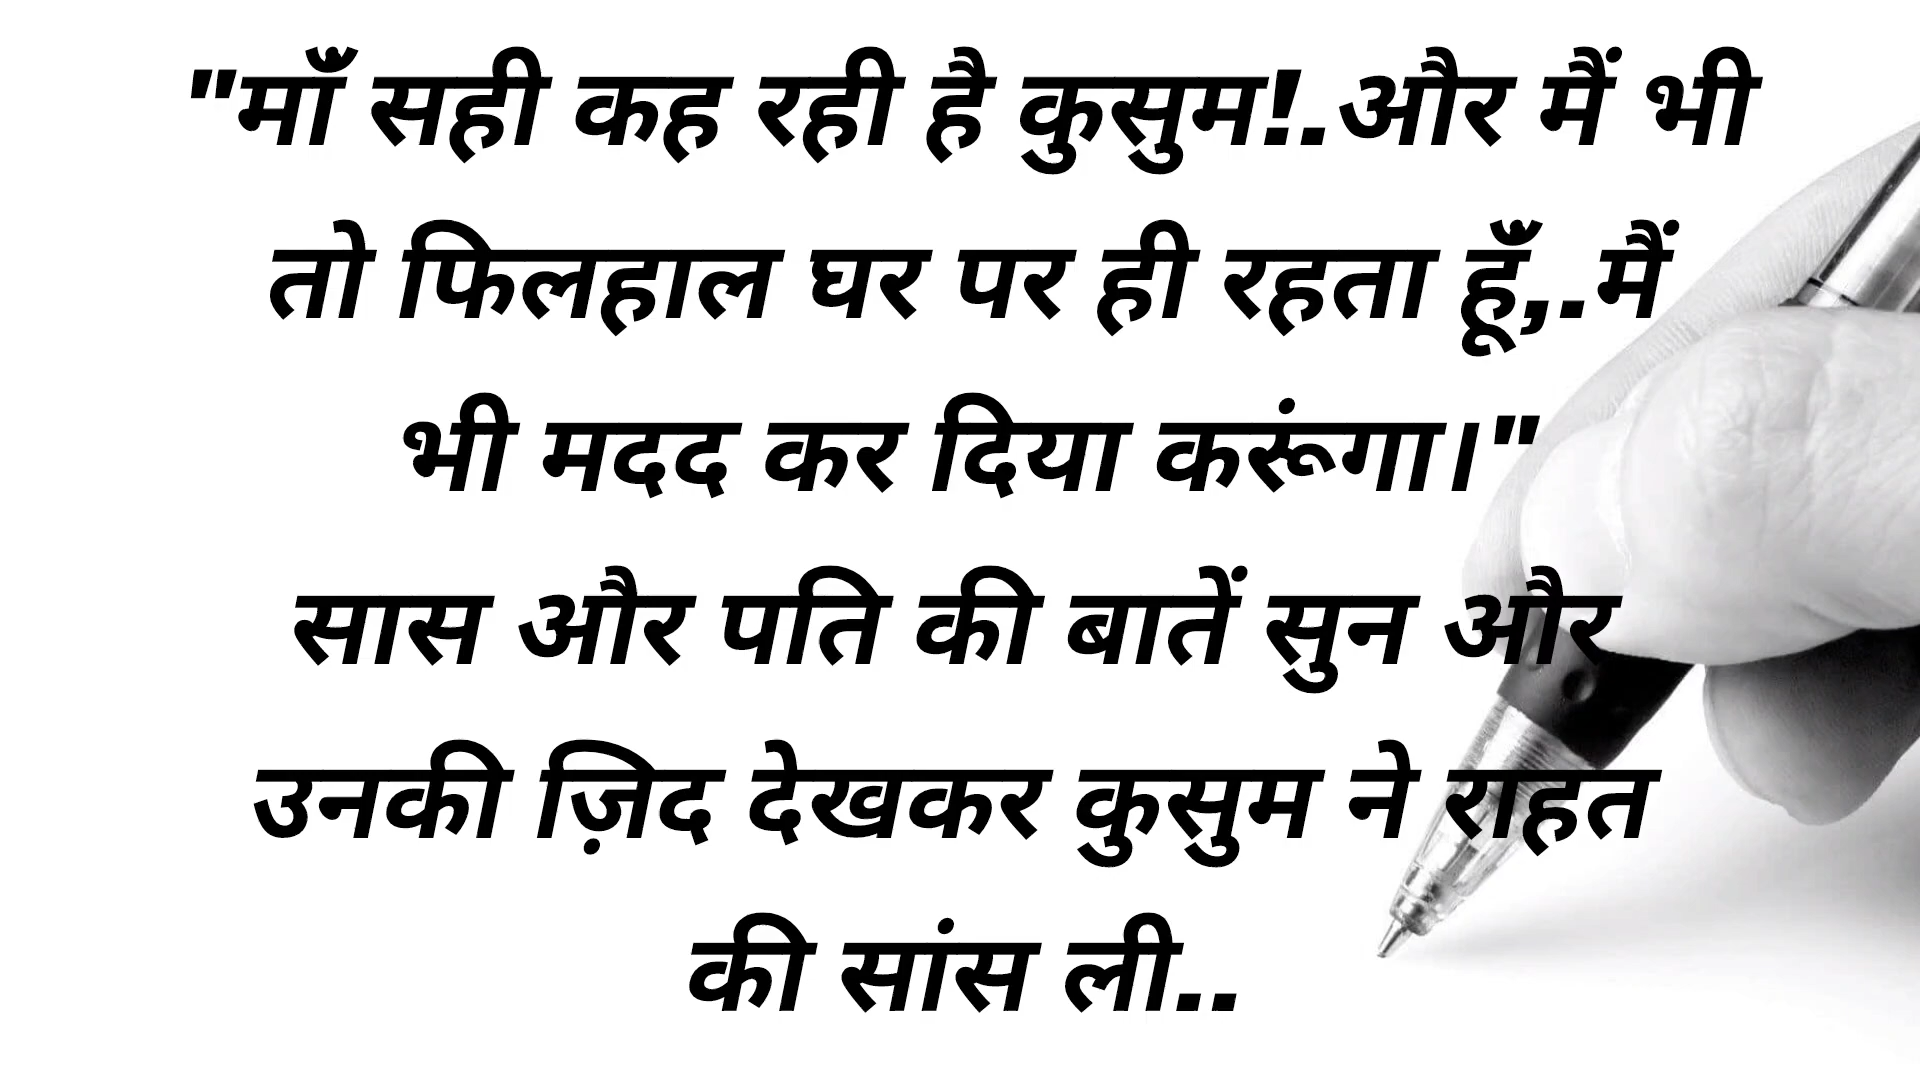 "माँ सही कह रही है कुसुम!.और मैं भी
तो फिलहाल घर पर ही रहता हूँ,.मैं
भी मदद कर दिया करूंगा।"
सास और पति की बातें सुन और
उनकी ज़िद देखकर कुसुम ने राहत
की सांस ली..